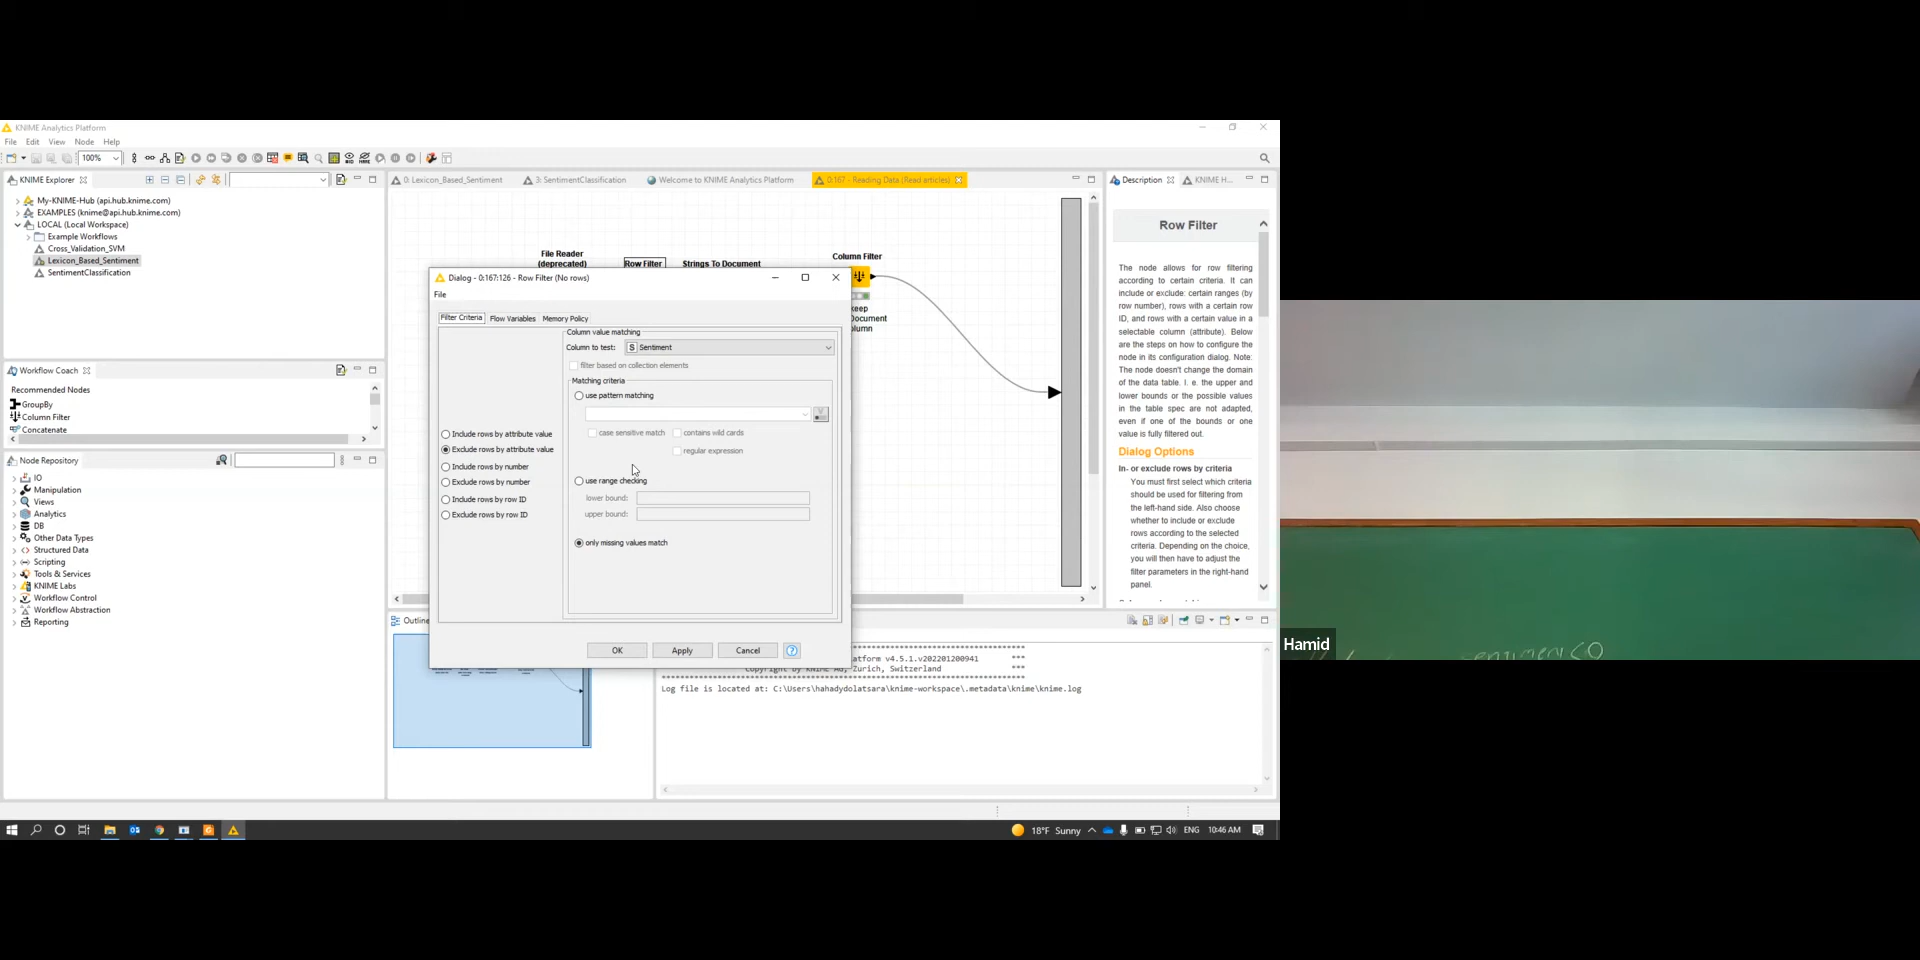 KNIME Analytics Platform
File Edit View Node Help
100%
KNIME Explorer
My-KNIME-Hub (api.hub.knime.com)
EXAMPLES (knime@api.hub.knime.com)
LOCAL (Local Workspace)
Example Workflows
Cross_Validation_SVM
Lexicon_Based_Sentiment
SentimentClassification
Workflow Coach
Recommended Nodes
GroupBy
Column Filter
Concatenate
Node Repository
IO
Manipulation
Views
Analytics
DB
Other Data Types
Structured Data
Scripting
Tools & Services
KNIME Labs
Workflow Control
Workflow Abstraction
Reporting
0: Lexicon_Based_Sentiment
3: SentimentClassification
Welcome to KNIME Analytics Platform
0:167 - Reading Data (Read articles)
File Reader
(deprecated)
Row Filter
Strings To Document
Column Filter
keep
Document
column
Dialog - 0:167:126 - Row Filter (No rows)
File
Filter Criteria Flow Variables Memory Policy
Include rows by attribute value
Exclude rows by attribute value
Include rows by number
Exclude rows by number
Include rows by row ID
Exclude rows by row ID
Column value matching
Column to test: S Sentiment
filter based on collection elements
Matching criteria
use pattern matching
case sensitive match contains wild cards
regular expression
use range checking
lower bound:
upper bound:
only missing values match
OK Apply Cancel
Outline
***
atform v4.5.1.v202201200941 ***
Copyright by KNIME AG, Zurich, Switzerland ***
Log file is located at: C:\Users\hahadydolatsara\knime-workspace\.metadata\knime\knime.log
Description KNIME H...
Row Filter
The node allows for row filtering
according to certain criteria. It can
include or exclude: certain ranges (by
row number), rows with a certain row
ID, and rows with a certain value in a
selectable column (attribute). Below
are the steps on how to configure the
node in its configuration dialog. Note:
The node doesn't change the domain
of the data table. I. e. the upper and
lower bounds or the possible values
in the table spec are not adapted,
even if one of the bounds or one
value is fully filtered out.
Dialog Options
In- or exclude rows by criteria
You must first select which criteria
should be used for filtering from
the left-hand side. Also choose
whether to include or exclude
rows according to the selected
criteria. Depending on the choice,
you will then have to adjust the
filter parameters in the right-hand
panel.
18°F Sunny ENG 10:46 AM
Hamid